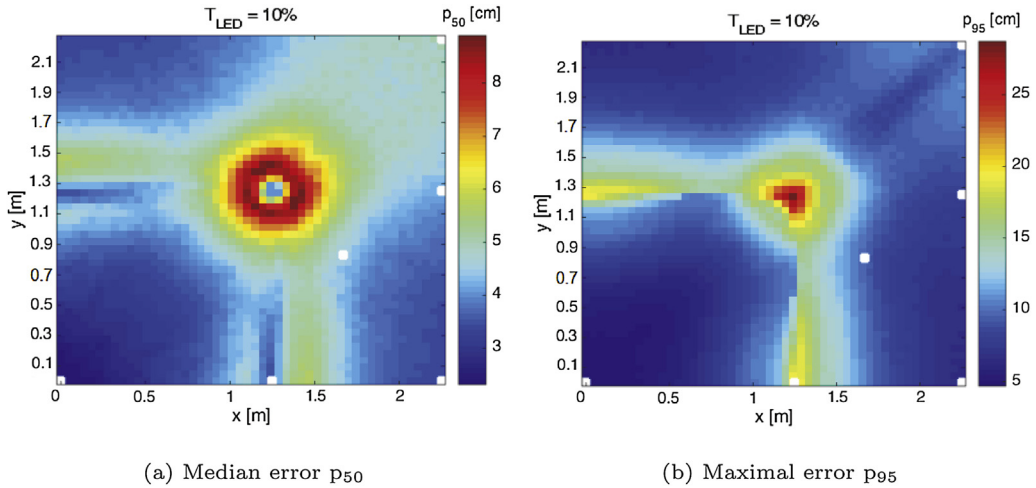 T_LED = 10%
p_50 [cm]
2.1
1.9
1.7
1.5
1.3
1.1
0.9
0.7
0.5
0.3
0.1
y [m]
0 0.5 1 1.5 2
x [m]
8
7
6
5
4
3
(a) Median error p_50
T_LED = 10%
p_95 [cm]
2.1
1.9
1.7
1.5
1.3
1.1
0.9
0.7
0.5
0.3
0.1
y [m]
0 0.5 1 1.5 2
x [m]
25
20
15
10
5
(b) Maximal error p_95